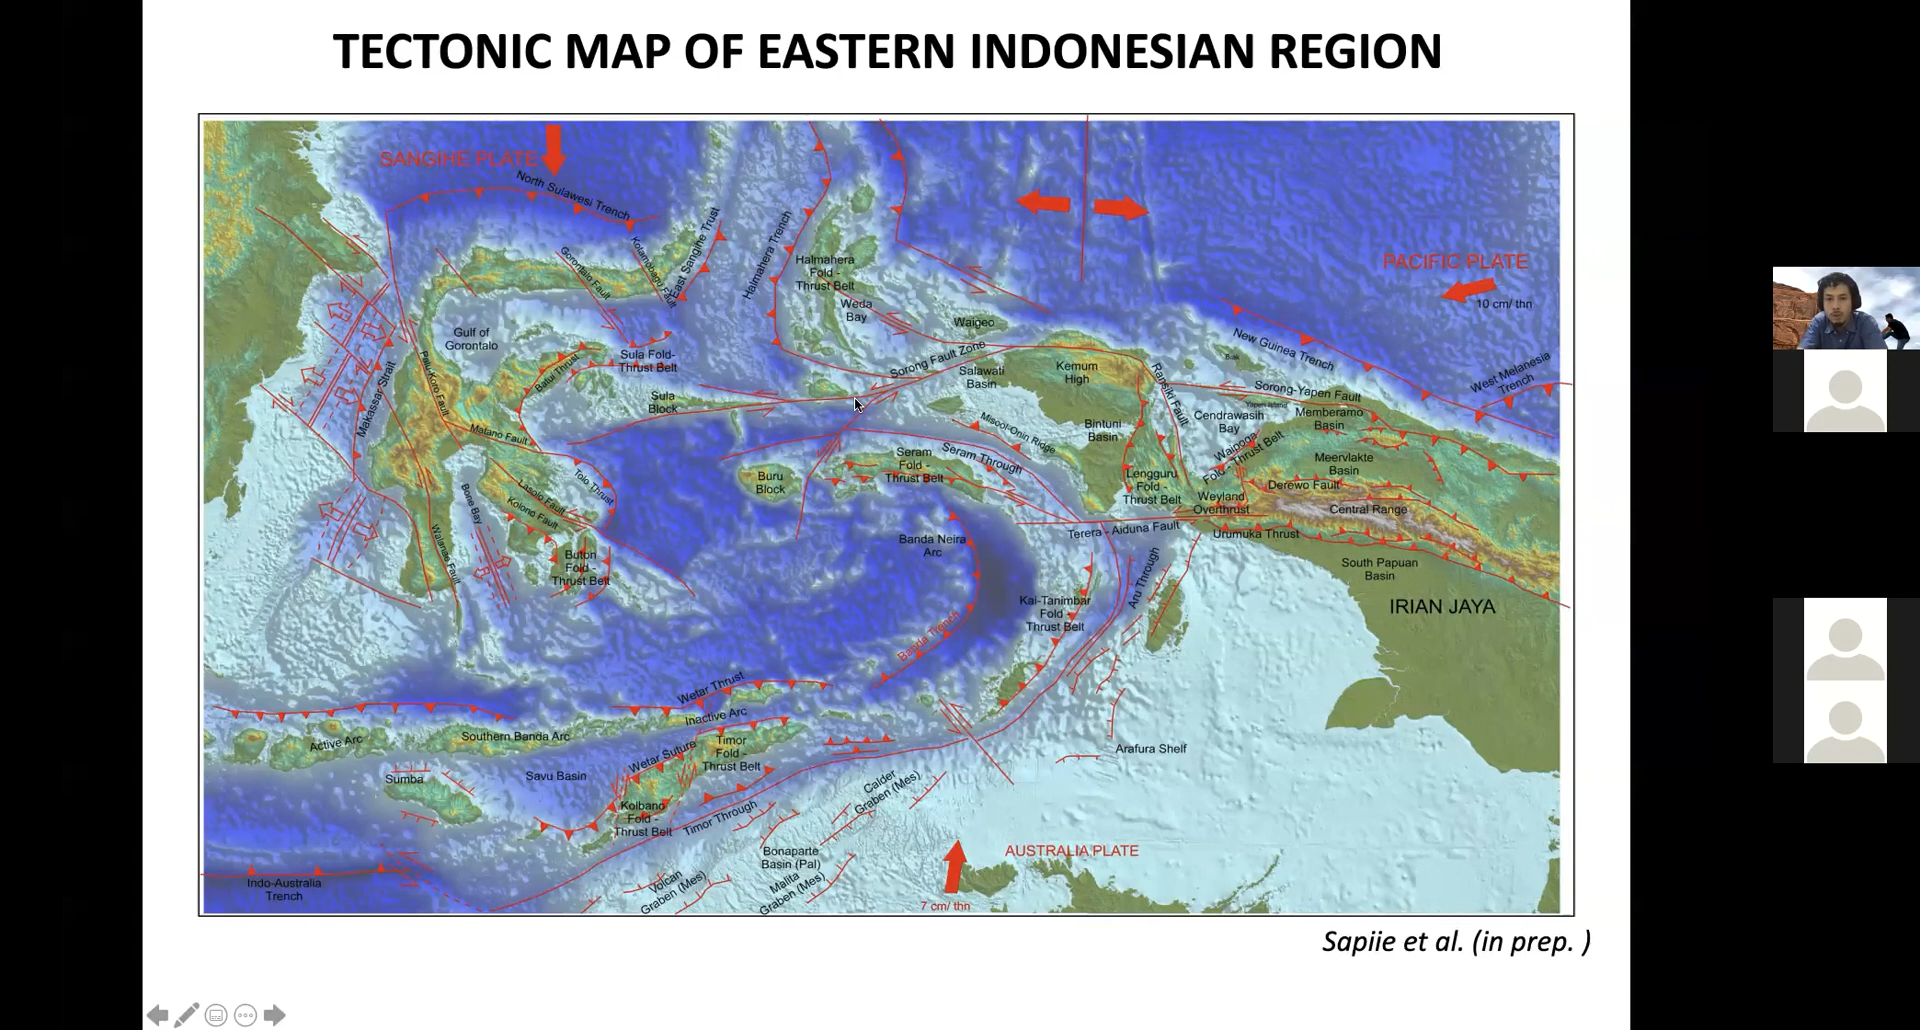 TECTONIC MAP OF EASTERN INDONESIAN REGION
SANGIHE PLATE
North Sulawesi Trench
Gorontalo Fault
Kotamobagu Fault
East Sangine Trust
Halmahera Trench
Halmahera
Fold -
Thrust Belt
Weda
Bay
PACIFIC PLATE
10 cm/ thn
Gulf of
Gorontalo
Makassar Strait
Palu-Koro Fault
Batui Thrust
Sula Fold-
Thrust Belt
Sula
Block
Waigeo
Sorong Fault Zone
Salawati
Basin
Kemum
High
Ransiki Fault
Biak
New Guinea Trench
West Melanesia
Trench
Sorong-Yapen Fault
Yapen Island
Cendrawasih
Bay
Memberamo
Basin
Matano Fault
Misool-Onin Ridge
Bintuni
Basin
Waipoga
Fold - Thrust Belt
Meervlakte
Basin
Tolo Thrust
Buru
Block
Seram
Fold -
Thrust Belt
Seram Through
Lengguru
Fold -
Thrust Belt
Weyland
Overthrust
Derewo Fault
Central Range
Bone Bay
Lasolo Fault
Kolono Fault
Walanae Fault
Buton
Fold -
Thrust Belt
Banda Neira
Arc
Terera - Aiduna Fault
Urumuka Thrust
South Papuan
Basin
IRIAN JAYA
Kai-Tanimbar
Fold -
Thrust Belt
Aru Through
Banda Trench
Wetar Thrust
Inactive Arc
Active Arc
Southern Banda Arc
Wetar Suture
Timor
Fold -
Thrust Belt
Arafura Shelf
Sumba
Savu Basin
Kolbano
Fold -
Thrust Belt
Timor Through
Calder
Graben (Mes)
Bonaparte
Basin (Pal)
Malita
Graben (Mes)
Volcan
Graben (Mes)
AUSTRALIA PLATE
7 cm/ thn
Indo-Australia
Trench
Sapiie et al. (in prep. )